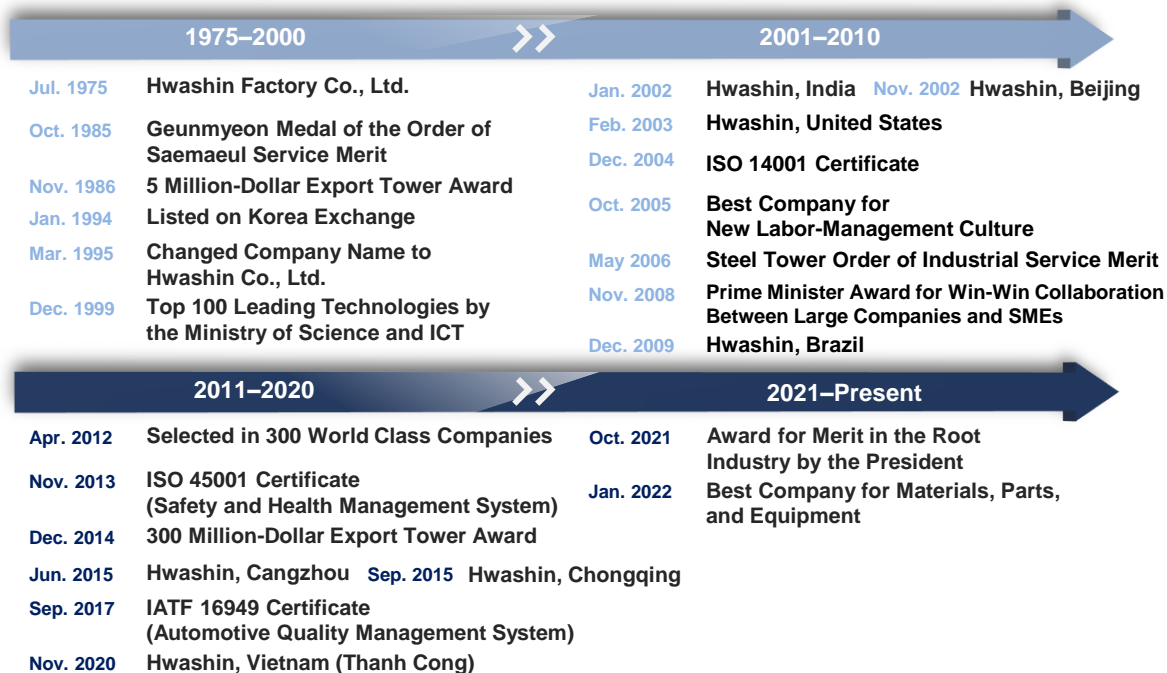 1975–2000
Jul. 1975 Hwashin Factory Co., Ltd.
Oct. 1985 Geunmyeon Medal of the Order of
Saemaeul Service Merit
Nov. 1986 5 Million-Dollar Export Tower Award
Jan. 1994 Listed on Korea Exchange
Mar. 1995 Changed Company Name to
Hwashin Co., Ltd.
Dec. 1999 Top 100 Leading Technologies by
the Ministry of Science and ICT
2001–2010
Jan. 2002 Hwashin, India Nov. 2002 Hwashin, Beijing
Feb. 2003 Hwashin, United States
Dec. 2004 ISO 14001 Certificate
Oct. 2005 Best Company for
New Labor-Management Culture
May 2006 Steel Tower Order of Industrial Service Merit
Nov. 2008 Prime Minister Award for Win-Win Collaboration
Between Large Companies and SMEs
Dec. 2009 Hwashin, Brazil
2011–2020
Apr. 2012 Selected in 300 World Class Companies
Nov. 2013 ISO 45001 Certificate
(Safety and Health Management System)
Dec. 2014 300 Million-Dollar Export Tower Award
Jun. 2015 Hwashin, Cangzhou Sep. 2015 Hwashin, Chongqing
Sep. 2017 IATF 16949 Certificate
(Automotive Quality Management System)
Nov. 2020 Hwashin, Vietnam (Thanh Cong)
2021–Present
Oct. 2021 Award for Merit in the Root
Industry by the President
Jan. 2022 Best Company for Materials, Parts,
and Equipment